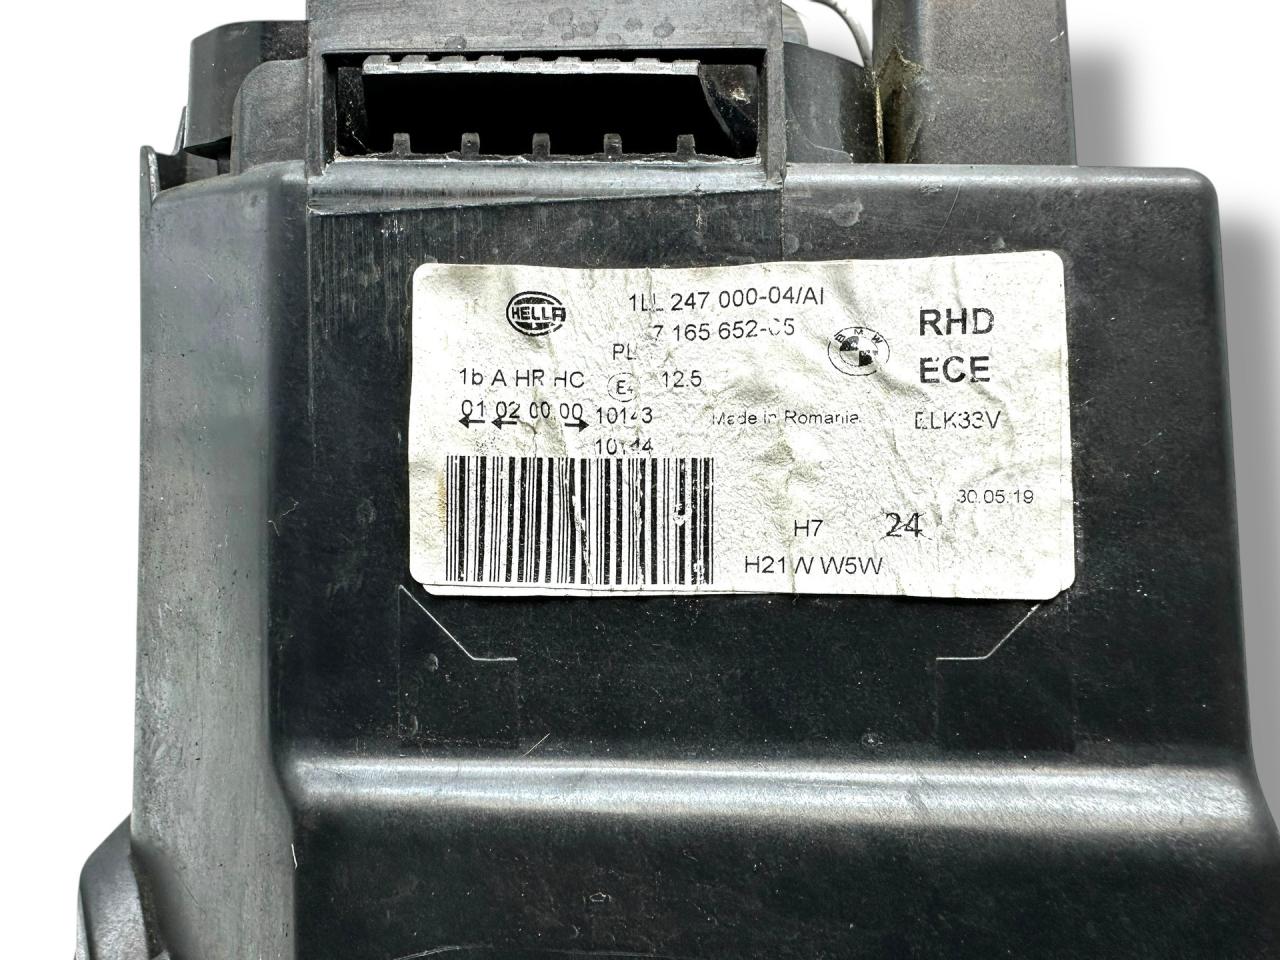 HELLA
1LL 247 000-04/AI
7 165 652-05
BMW
RHD
ECE
1b A HR HC
12.5
01 02 00 00 10143
10144
Made in Romania
ELK33V
30.05.19
H7
24
H21W W5W